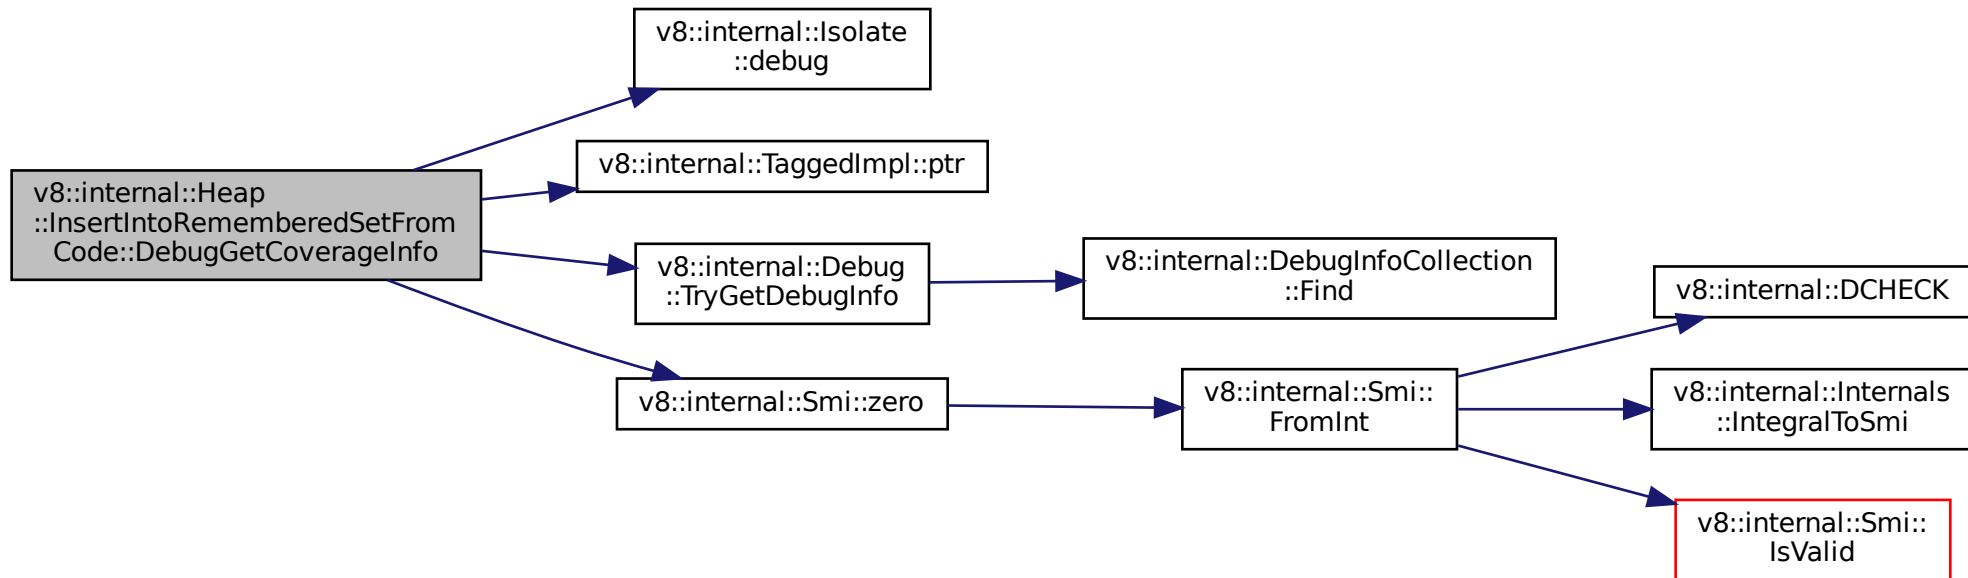 v8::internal::Isolate
::debug
v8::internal::TaggedImpl::ptr
v8::internal::Heap
::InsertIntoRememberedSetFrom
Code::DebugGetCoverageInfo
v8::internal::Debug
::TryGetDebugInfo
v8::internal::DebugInfoCollection
::Find
v8::internal::Smi::zero
v8::internal::Smi::
FromInt
v8::internal::DCHECK
v8::internal::Internals
::IntegralToSmi
v8::internal::Smi::
IsValid